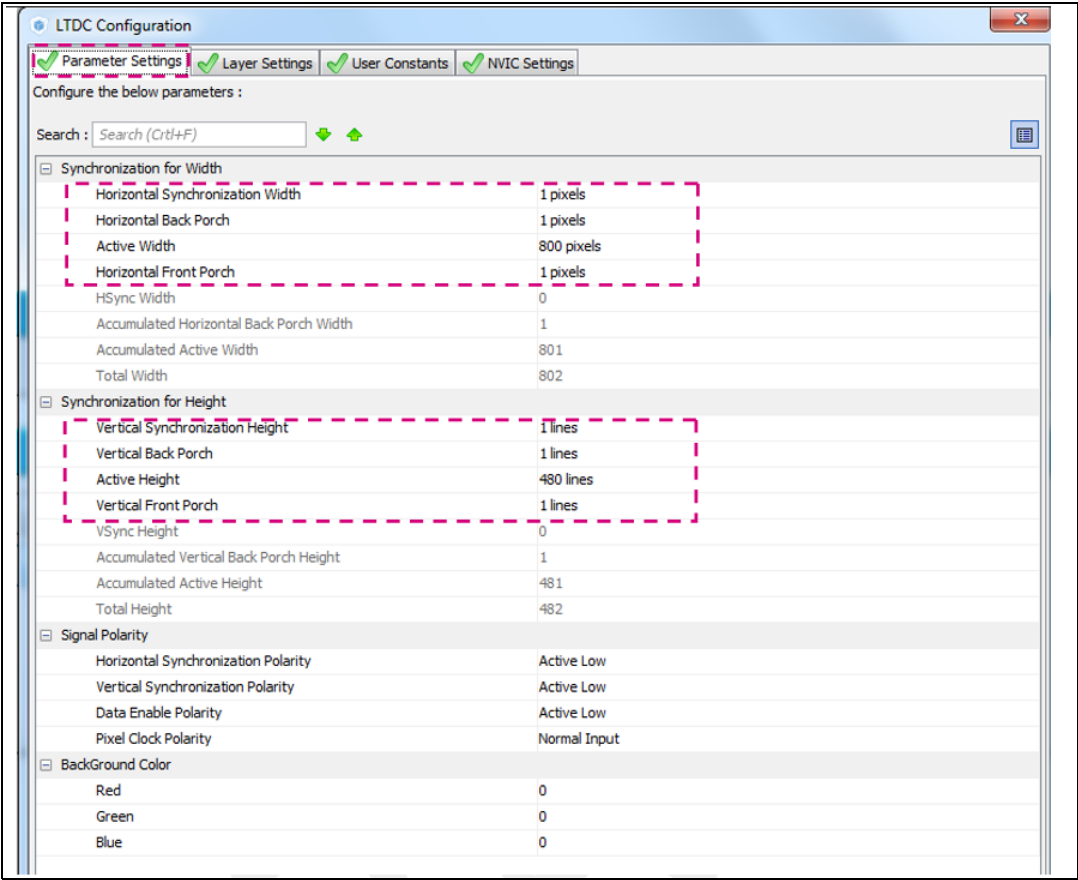 LTDC Configuration
Parameter Settings Layer Settings User Constants NVIC Settings
Configure the below parameters :
Search : Search (Crtl+F)
Synchronization for Width
Horizontal Synchronization Width 1 pixels
Horizontal Back Porch 1 pixels
Active Width 800 pixels
Horizontal Front Porch 1 pixels
HSync Width 0
Accumulated Horizontal Back Porch Width 1
Accumulated Active Width 801
Total Width 802
Synchronization for Height
Vertical Synchronization Height 1 lines
Vertical Back Porch 1 lines
Active Height 480 lines
Vertical Front Porch 1 lines
VSync Height 0
Accumulated Vertical Back Porch Height 1
Accumulated Active Height 481
Total Height 482
Signal Polarity
Horizontal Synchronization Polarity Active Low
Vertical Synchronization Polarity Active Low
Data Enable Polarity Active Low
Pixel Clock Polarity Normal Input
BackGround Color
Red 0
Green 0
Blue 0